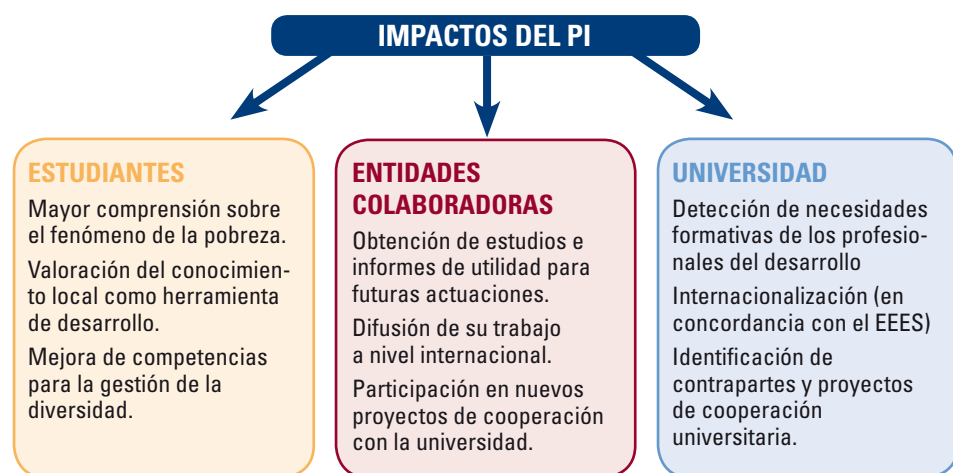 IMPACTOS DEL PI
ESTUDIANTES
Mayor comprensión sobre
el fenómeno de la pobreza.
Valoración del conocimien-
to local como herramienta
de desarrollo.
Mejora de competencias
para la gestión de la
diversidad.
ENTIDADES
COLABORADORAS
Obtención de estudios e
informes de utilidad para
futuras actuaciones.
Difusión de su trabajo
a nivel internacional.
Participación en nuevos
proyectos de cooperación
con la universidad.
UNIVERSIDAD
Detección de necesidades
formativas de los profesio-
nales del desarrollo
Internacionalización (en
concordancia con el EEES)
Identificación de
contrapartes y proyectos
de cooperación
universitaria.